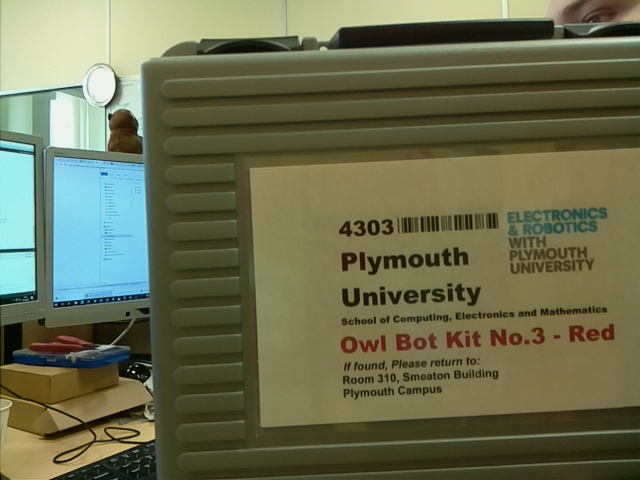 4303
Plymouth
University
School of Computing, Electronics and Mathematics
Owl Bot Kit No.3 - Red
If found, Please return to:
Room 310, Smeaton Building
Plymouth Campus
ELECTRONICS
& ROBOTICS
WITH
PLYMOUTH
UNIVERSITY